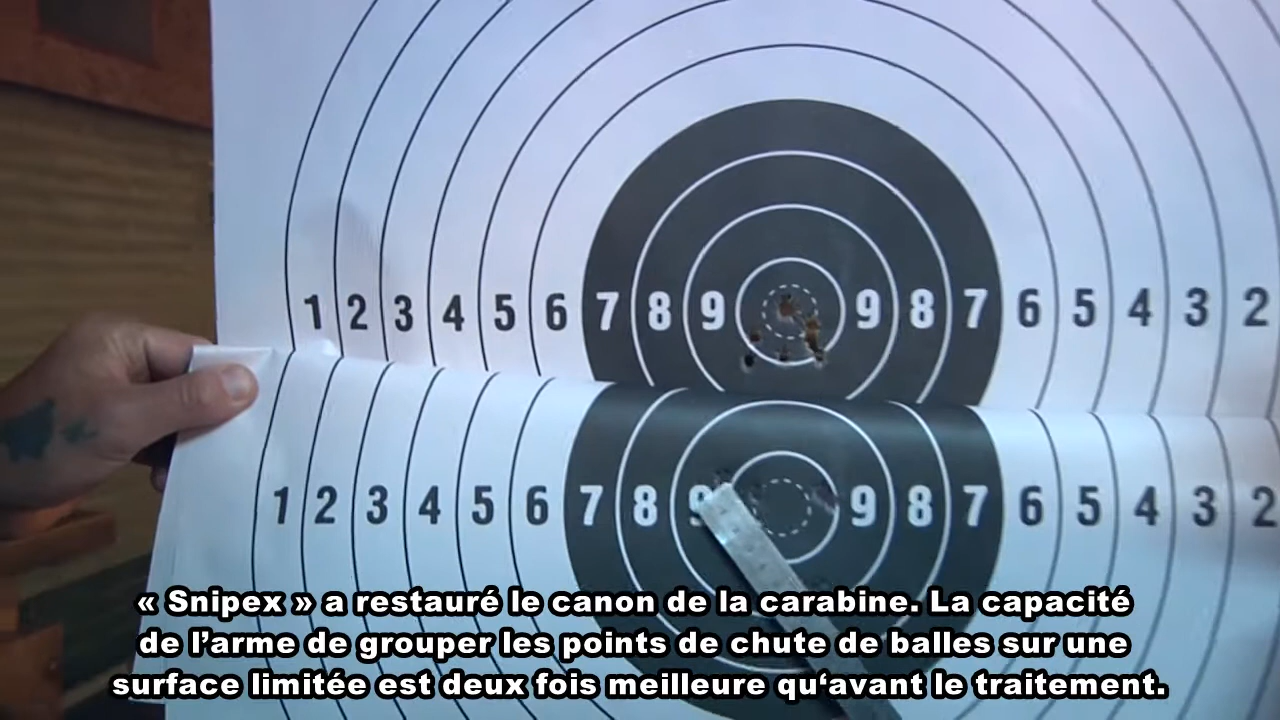 1 2 3 4 5 6 7 8 9 9 8 7 6 5 4 3 2
1 2 3 4 5 6 7 8 9 9 8 7 6 5 4 3 2
« Snipex » a restauré le canon de la carabine. La capacité
de l’arme de grouper les points de chute de balles sur une
surface limitée est deux fois meilleure qu‘avant le traitement.